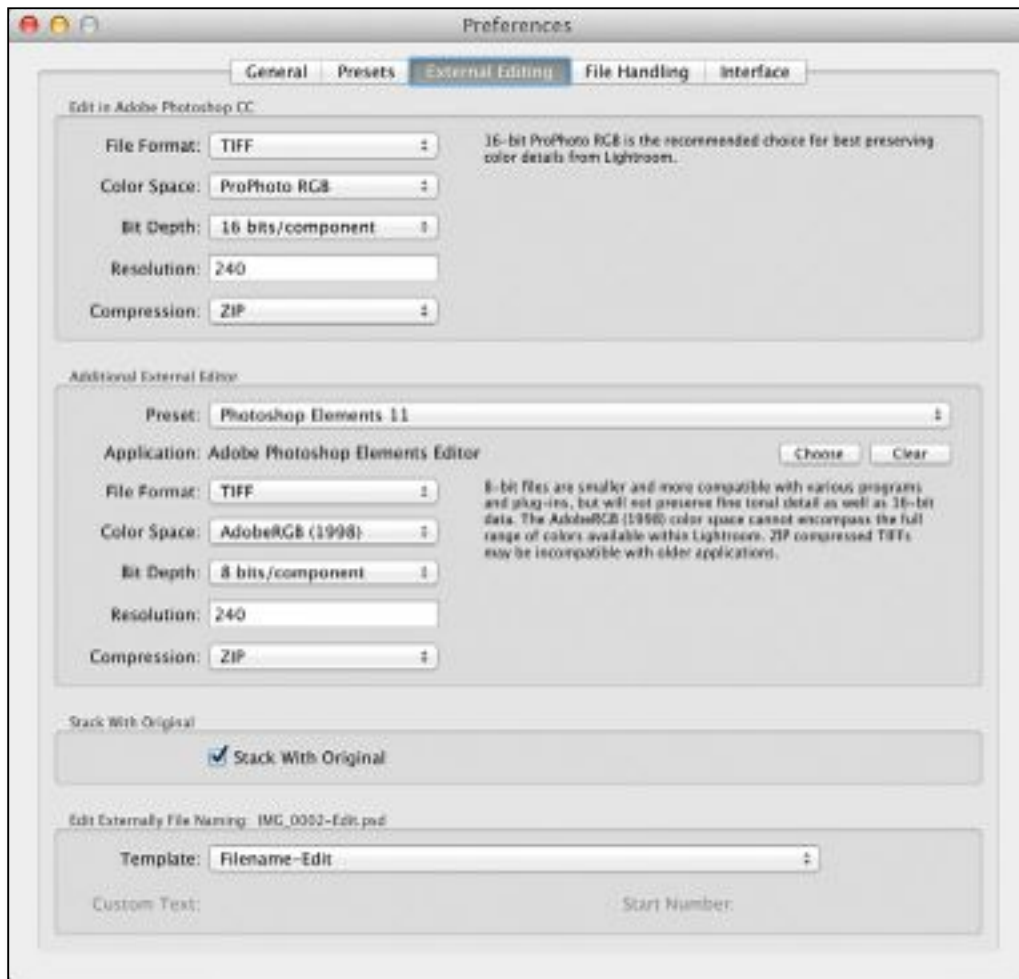 Preferences
General Presets External Editing File Handling Interface
Edit in Adobe Photoshop CC
File Format: TIFF
16-bit ProPhoto RGB is the recommended choice for best preserving
color details from Lightroom.
Color Space: ProPhoto RGB
Bit Depth: 16 bits/component
Resolution: 240
Compression: ZIP
Additional External Editor
Preset: Photoshop Elements 11
Application: Adobe Photoshop Elements Editor
Choose Clear
File Format: TIFF
8-bit files are smaller and more compatible with various programs
and plug-ins, but will not preserve fine tonal detail as well as 16-bit
data. The AdobeRGB (1998) color space cannot encompass the full
range of colors available within Lightroom. ZIP compressed TIFFs
may be incompatible with older applications.
Color Space: AdobeRGB (1998)
Bit Depth: 8 bits/component
Resolution: 240
Compression: ZIP
Stack With Original
Stack With Original
Edit Externally File Naming: IMG_0002-Edit.psd
Template: Filename-Edit
Custom Text: Start Number: